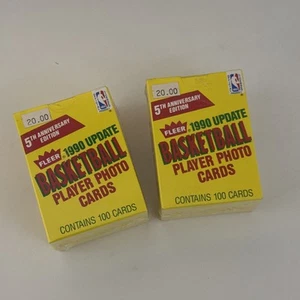 20.00
5TH ANNIVERSARY
EDITION
FLEER
1990 UPDATE
BASKETBALL
PLAYER PHOTO
CARDS
CONTAINS 100 CARDS
20.00
5TH ANNIVERSARY
EDITION
FLEER
1990 UPDATE
BASKETBALL
PLAYER PHOTO
CARDS
CONTAINS 100 CARDS